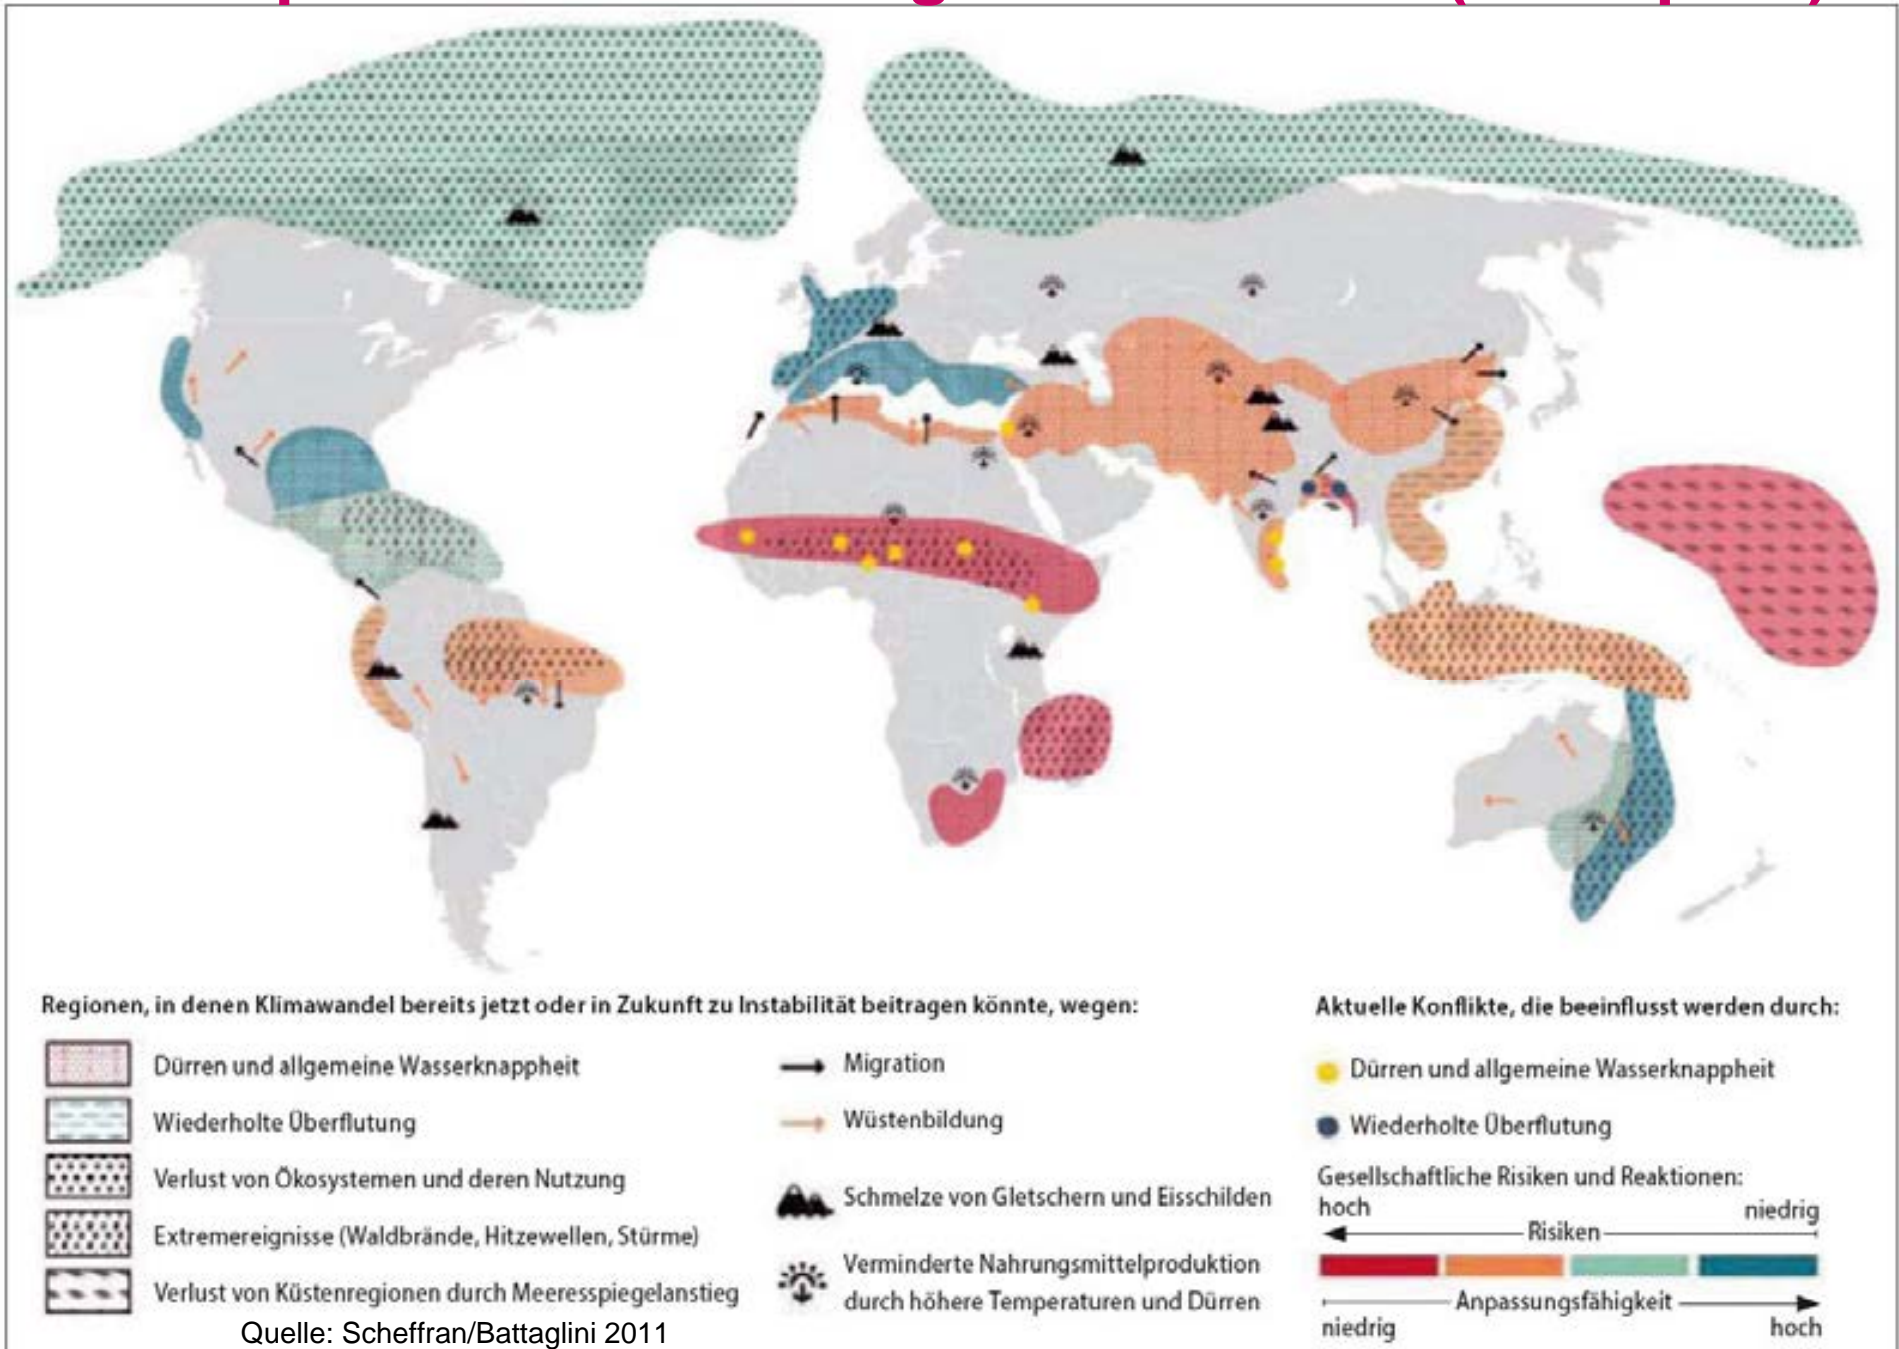 Regionen, in denen Klimawandel bereits jetzt oder in Zukunft zu Instabilität beitragen könnte, wegen:
Dürren und allgemeine Wasserknappheit
Wiederholte Überflutung
Verlust von Ökosystemen und deren Nutzung
Extremereignisse (Waldbrände, Hitzewellen, Stürme)
Verlust von Küstenregionen durch Meeresspiegelanstieg
Quelle: Scheffran/Battaglini 2011
Migration
Wüstenbildung
Schmelze von Gletschern und Eisschilden
Verminderte Nahrungsmittelproduktion
durch höhere Temperaturen und Dürren
Aktuelle Konflikte, die beeinflusst werden durch:
Dürren und allgemeine Wasserknappheit
Wiederholte Überflutung
Gesellschaftliche Risiken und Reaktionen:
hoch niedrig
Risiken
Anpassungsfähigkeit
niedrig hoch